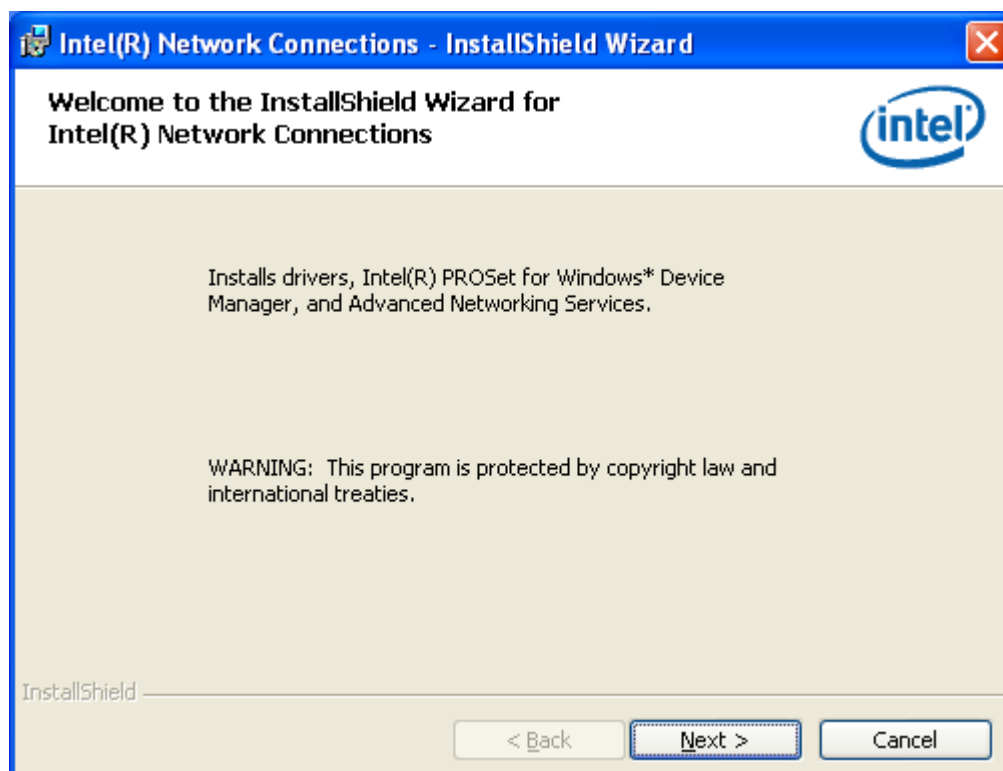 Intel(R) Network Connections - InstallShield Wizard
Welcome to the InstallShield Wizard for
Intel(R) Network Connections
intel
Installs drivers, Intel(R) PROSet for Windows* Device
Manager, and Advanced Networking Services.
WARNING: This program is protected by copyright law and
international treaties.
InstallShield
< Back
Next >
Cancel